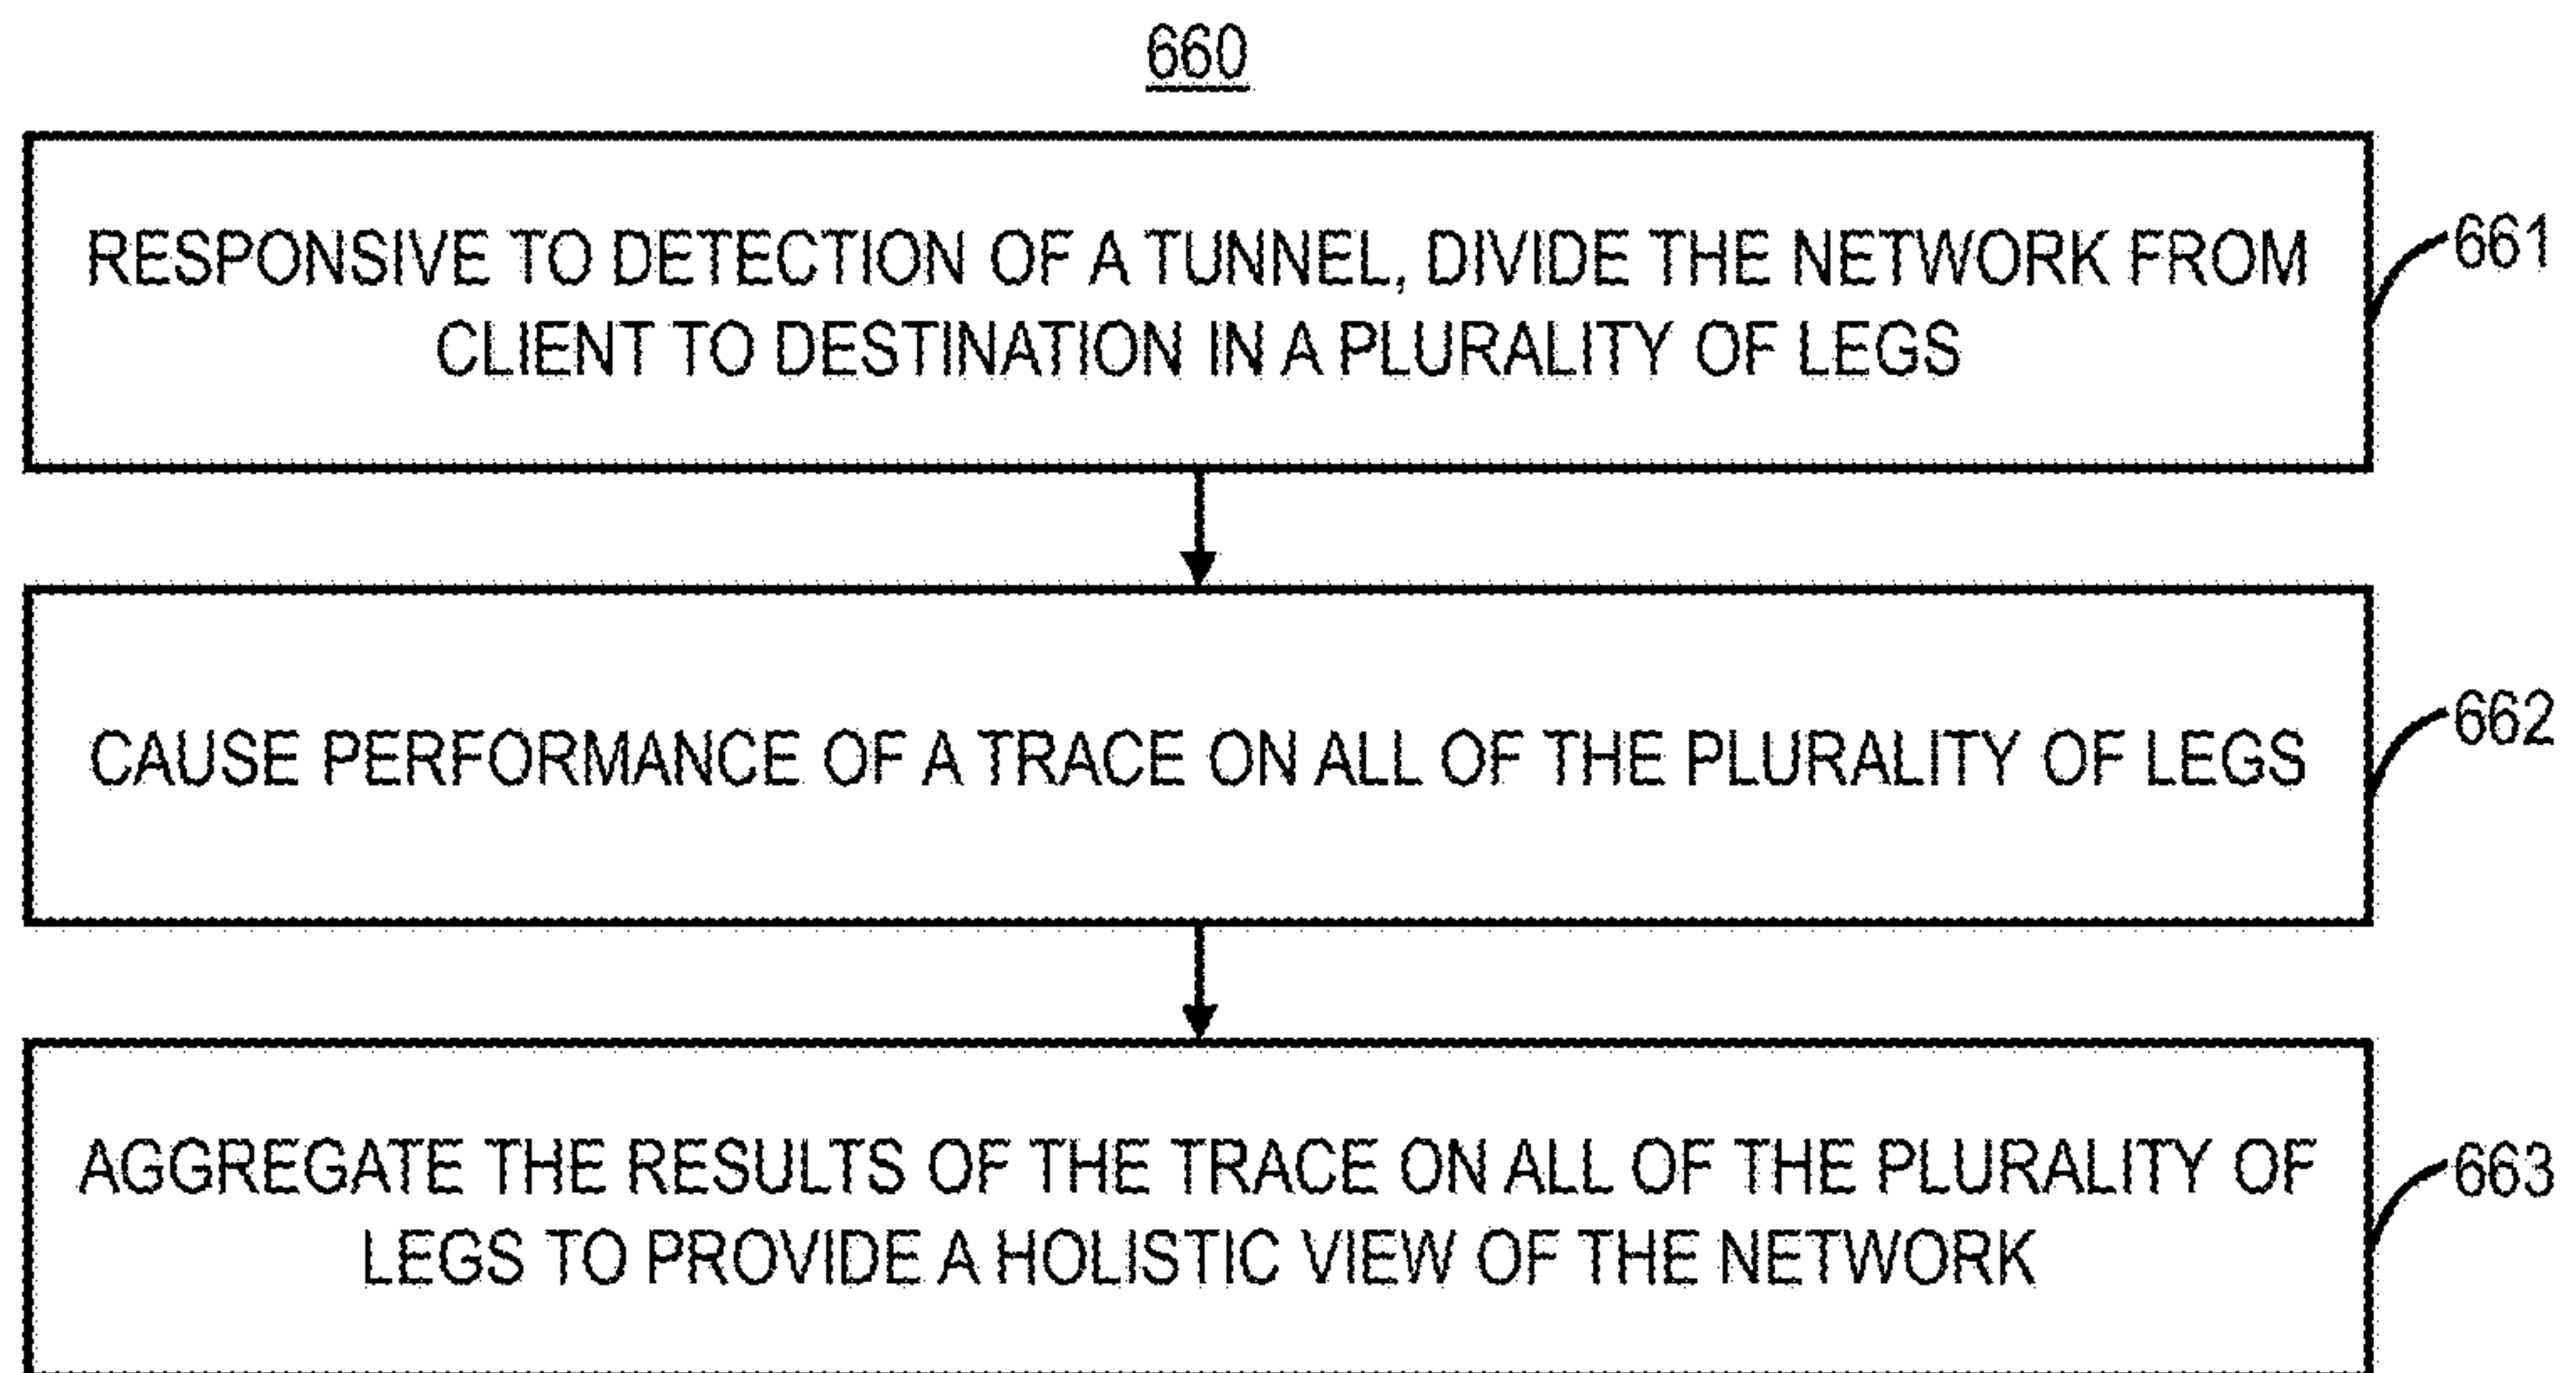 660
RESPONSIVE TO DETECTION OF A TUNNEL, DIVIDE THE NETWORK FROM
CLIENT TO DESTINATION IN A PLURALITY OF LEGS
661
CAUSE PERFORMANCE OF A TRACE ON ALL OF THE PLURALITY OF LEGS
662
AGGREGATE THE RESULTS OF THE TRACE ON ALL OF THE PLURALITY OF
LEGS TO PROVIDE A HOLISTIC VIEW OF THE NETWORK
663